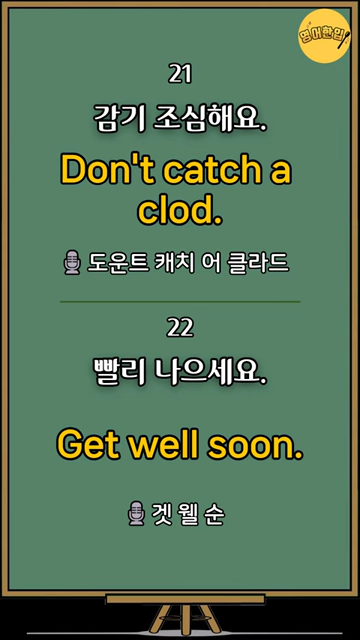 영어한입
21
감기 조심해요.
Don't catch a
clod.
도운트 캐치 어 클라드
22
빨리 나으세요.
Get well soon.
겟 웰 순